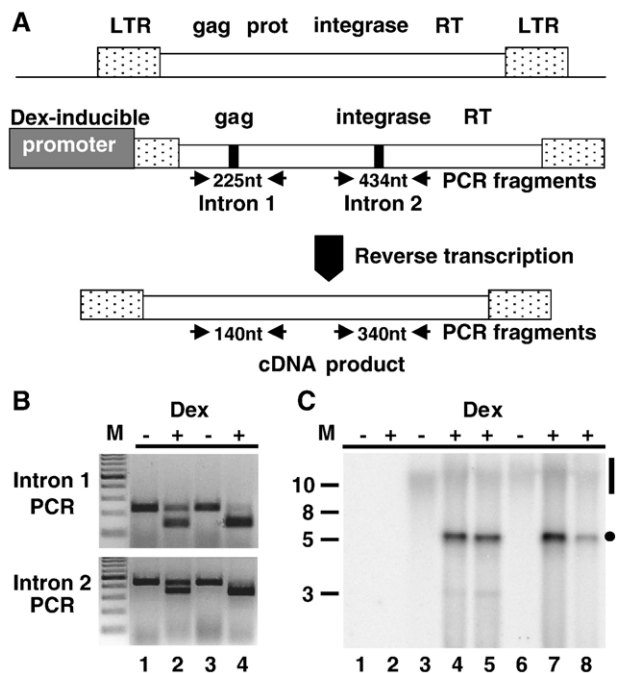 A
LTR gag prot integrase RT LTR
Dex-inducible
promoter
gag integrase RT
225nt 434nt PCR fragments
Intron 1 Intron 2
Reverse transcription
140nt 340nt PCR fragments
cDNA product
B
Dex
M - + - +
Intron 1
PCR
Intron 2
PCR
1 2 3 4
C
Dex
M - + - + + - + +
10
8
5
3
1 2 3 4 5 6 7 8